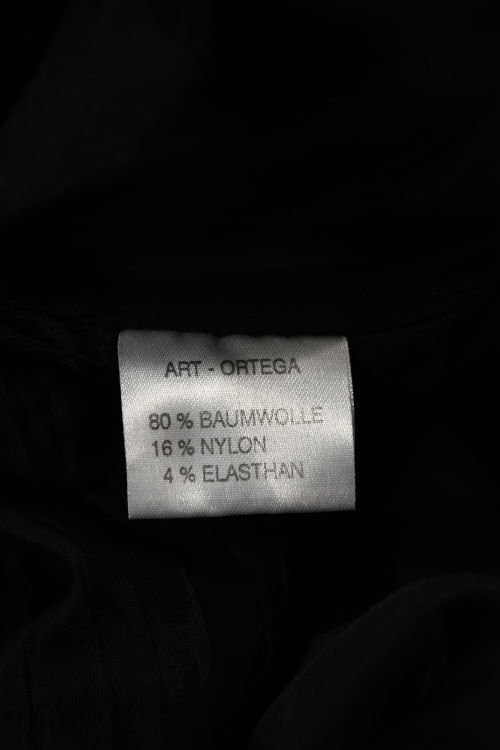 ART - ORTEGA
80 % BAUMWOLLE
16 % NYLON
4 % ELASTHAN